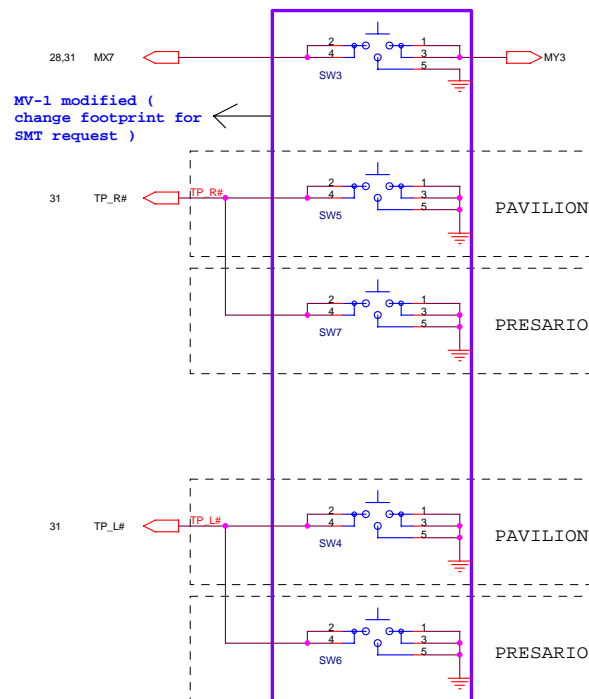 2 1
28,31 MX7 3 MY3
4 5
SW3
MV-1 modified (
change footprint for
SMT request )
2 1
31 TP_R# TP_R# 4 3
5
SW5
PAVILION
2 1
4 3
5
SW7
PRESARIO
2 1
31 TP_L# TP_L# 4 3
5
SW4
PAVILION
2 1
4 3
5
SW6
PRESARIO